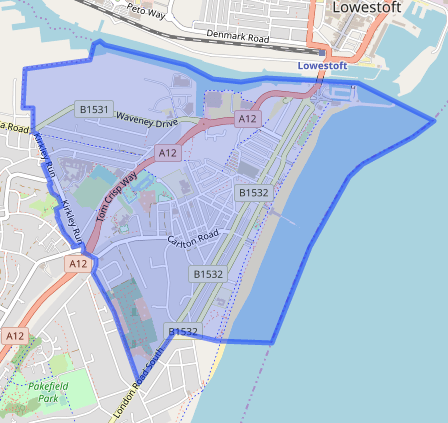 Peto Way
Lowestoft
Denmark Road
Lowestoft
B1531
Waveney Drive
A12
a Road
Kirkley Run
A12
Tom Crisp Way
B1532
Kirkley Run
Carlton Road
A12
B1532
A12
B1532
London Road South
Pakefield
Park